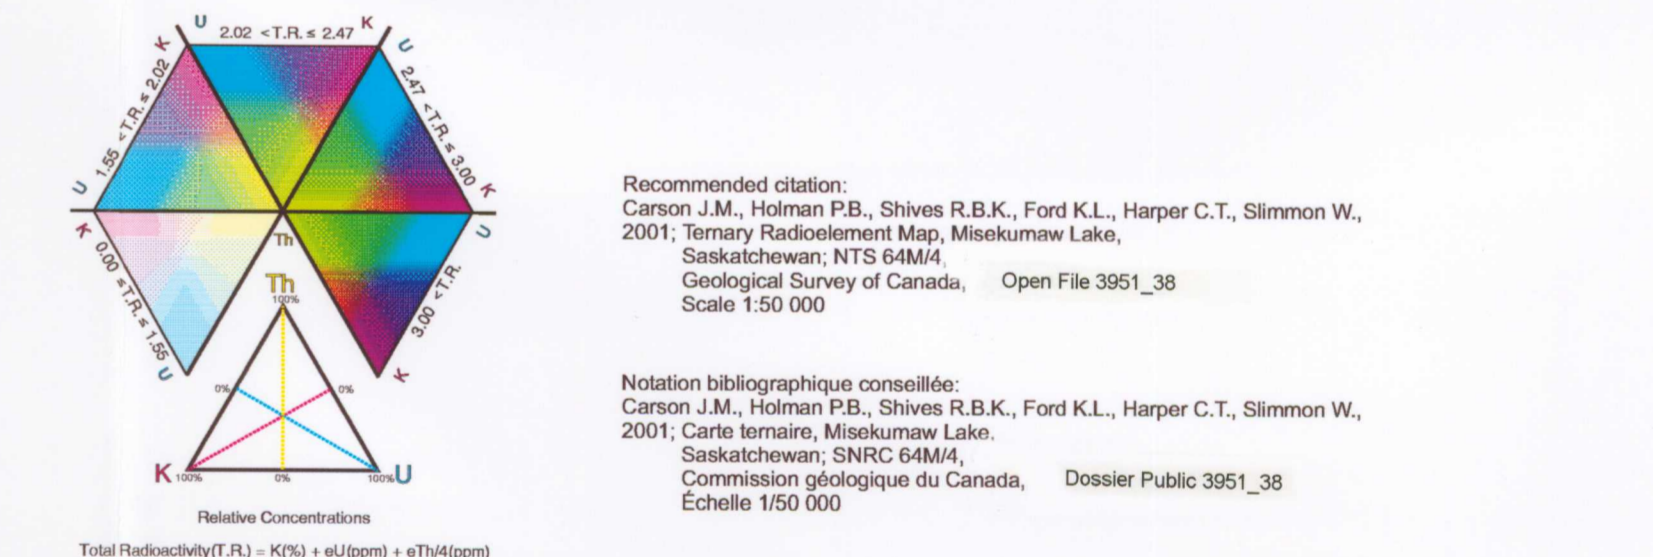 U 2.02 <T.R. ≤ 2.47 K
K 1.55 <T.R. ≤ 2.02 U
U 2.47 <T.R. ≤ 3.00 K
K 0.00 ≤T.R. ≤ 1.55 U
U 3.00 <T.R. K
Th
Th
100%
0% 0%
K 100% 0% 100% U
Relative Concentrations
Total Radioactivity(T.R.) = K(%) + eU(ppm) + eTh/4(ppm)
Recommended citation:
Carson J.M., Holman P.B., Shives R.B.K., Ford K.L., Harper C.T., Slimmon W.,
2001; Ternary Radioelement Map, Misekumaw Lake,
Saskatchewan; NTS 64M/4,
Geological Survey of Canada, Open File 3951_38
Scale 1:50 000
Notation bibliographique conseillée:
Carson J.M., Holman P.B., Shives R.B.K., Ford K.L., Harper C.T., Slimmon W.,
2001; Carte ternaire, Misekumaw Lake.
Saskatchewan; SNRC 64M/4,
Commission géologique du Canada, Dossier Public 3951_38
Échelle 1/50 000